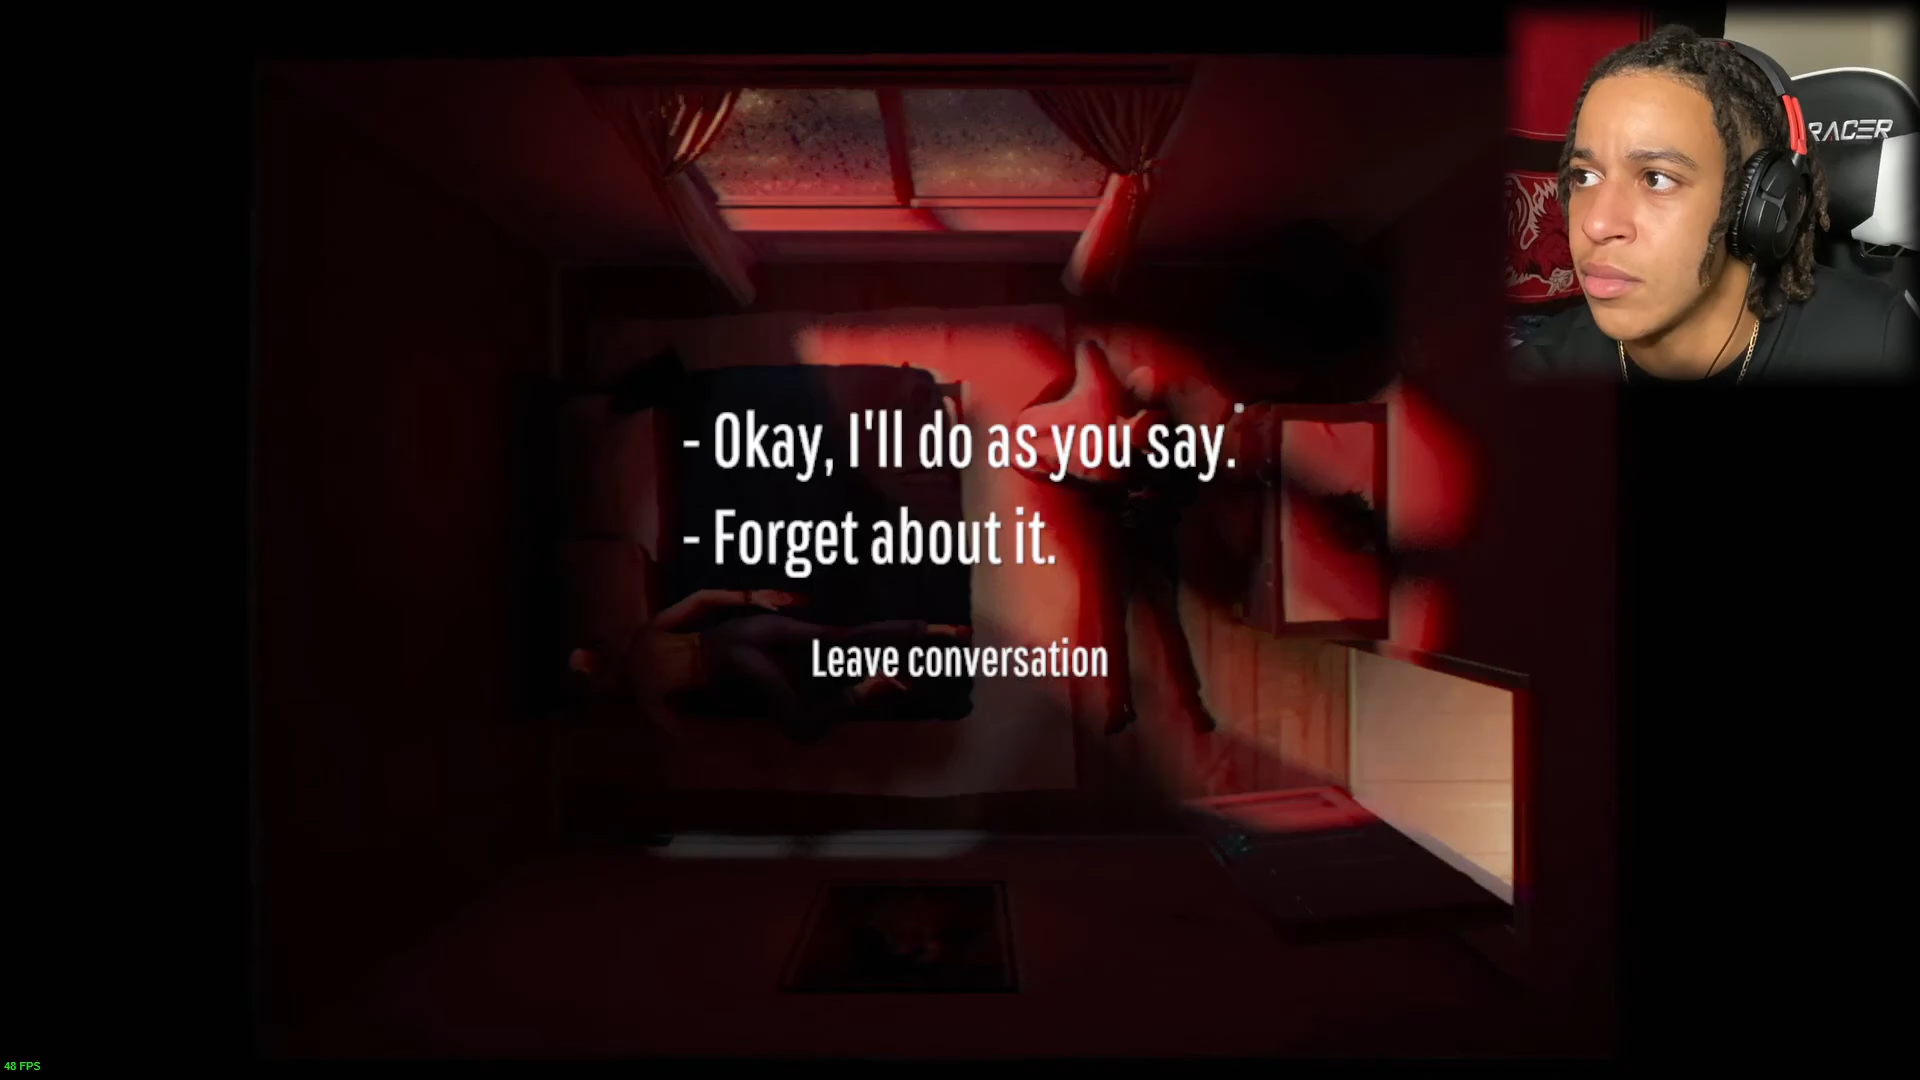 RACER
- Okay, I'll do as you say.
- Forget about it.
Leave conversation
48 FPS